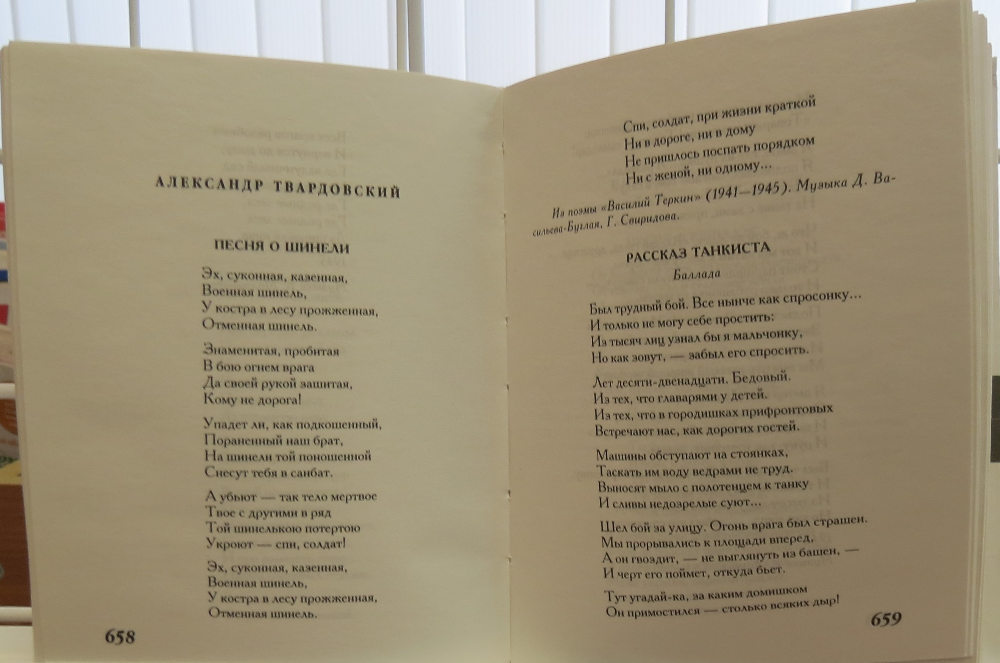 АЛЕКСАНДР ТВАРДОВСКИЙ
ПЕСНЯ О ШИНЕЛИ
Эх, суконная, казенная,
Военная шинель,
У костра в лесу прожженная,
Отменная шинель.
Знаменитая, пробитая
В бою огнем врага
Да своей рукой зашитая,
Кому не дорога!
Упадет ли, как подкошенный,
Пораненный наш брат,
На шинели той поношенной
Снесут тебя в санбат.
А убьют — так тело мертвое
Твое с другими в ряд
Той шинелькою потертою
Укроют — спи, солдат!
Эх, суконная, казенная,
Военная шинель,
У костра в лесу прожженная,
Отменная шинель.
658
Спи, солдат, при жизни краткой
Ни в дороге, ни в дому
Не пришлось поспать порядком
Ни с женой, ни одному...
Из поэмы «Василий Теркин» (1941—1945). Музыка Д. Ва-
сильева-Буглая, Г. Свиридова.
РАССКАЗ ТАНКИСТА
Баллада
Был трудный бой. Все нынче как спросонку...
И только не могу себе простить:
Из тысяч лиц узнал бы я мальчонку,
Но как зовут, — забыл его спросить.
Лет десяти-двенадцати. Бедовый.
Из тех, что главарями у детей.
Из тех, что в городишках прифронтовых
Встречают нас, как дорогих гостей.
Машины обступают на стоянках,
Таскать им воду ведрами не труд.
Выносят мыло с полотенцем к танку
И сливы недозрелые суют...
Шел бой за улицу. Огонь врага был страшен.
Мы прорывались к площади вперед,
А он гвоздит, — не выглянуть из башен, —
И черт его поймет, откуда бьет.
Тут угадай-ка, за каким домишком
Он примостился — столько всяких дыр!
659